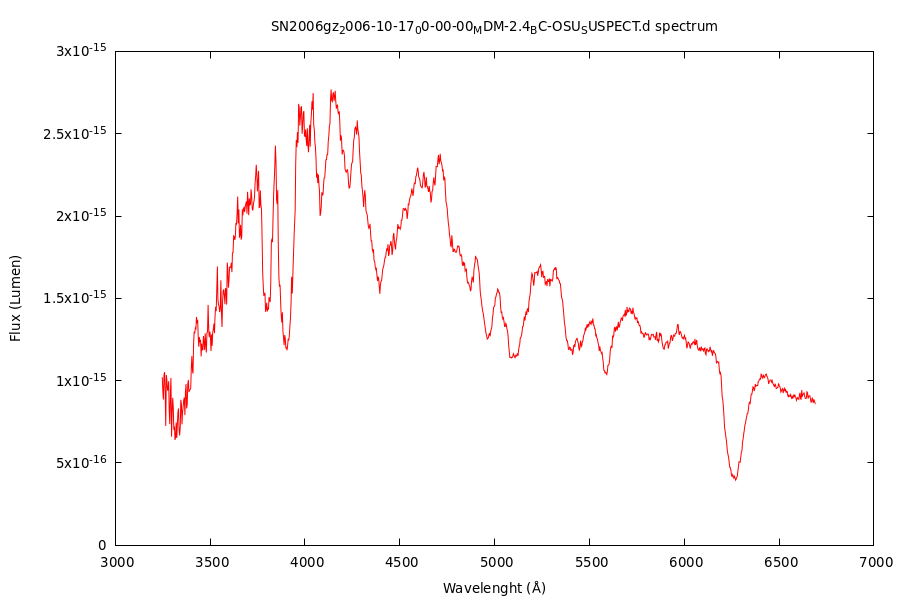 SN2006gz₂006-10-17₀0-00-00ₘDM-2.4ʙC-OSUₛUSPECT.d spectrum
3x10⁻¹⁵
2.5x10⁻¹⁵
2x10⁻¹⁵
1.5x10⁻¹⁵
1x10⁻¹⁵
5x10⁻¹⁶
0
Flux (Lumen)
3000 3500 4000 4500 5000 5500 6000 6500 7000
Wavelenght (Å)